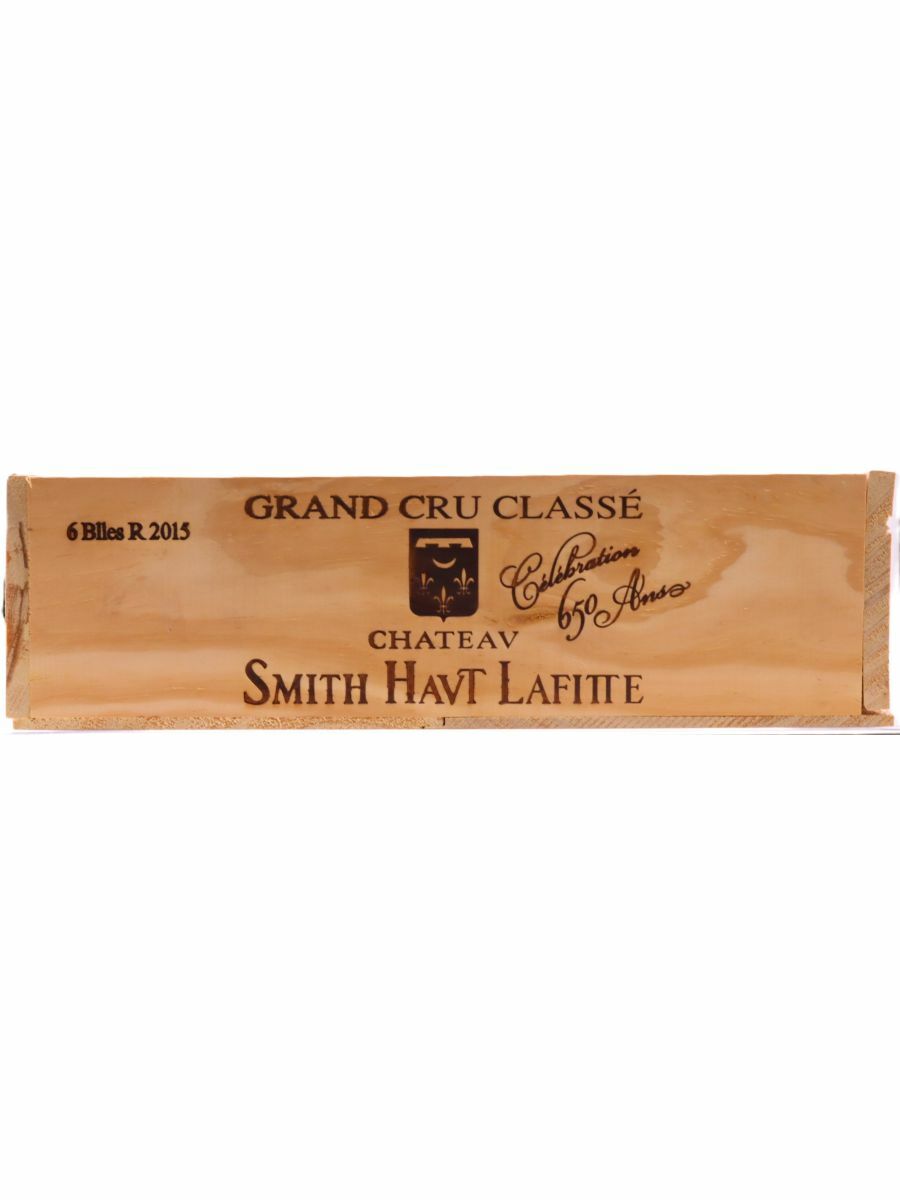 GRAND CRU CLASSÉ
6 Blles R 2015
Célébration
650 Ans
CHATEAV
SMITH HAVT LAFITTE